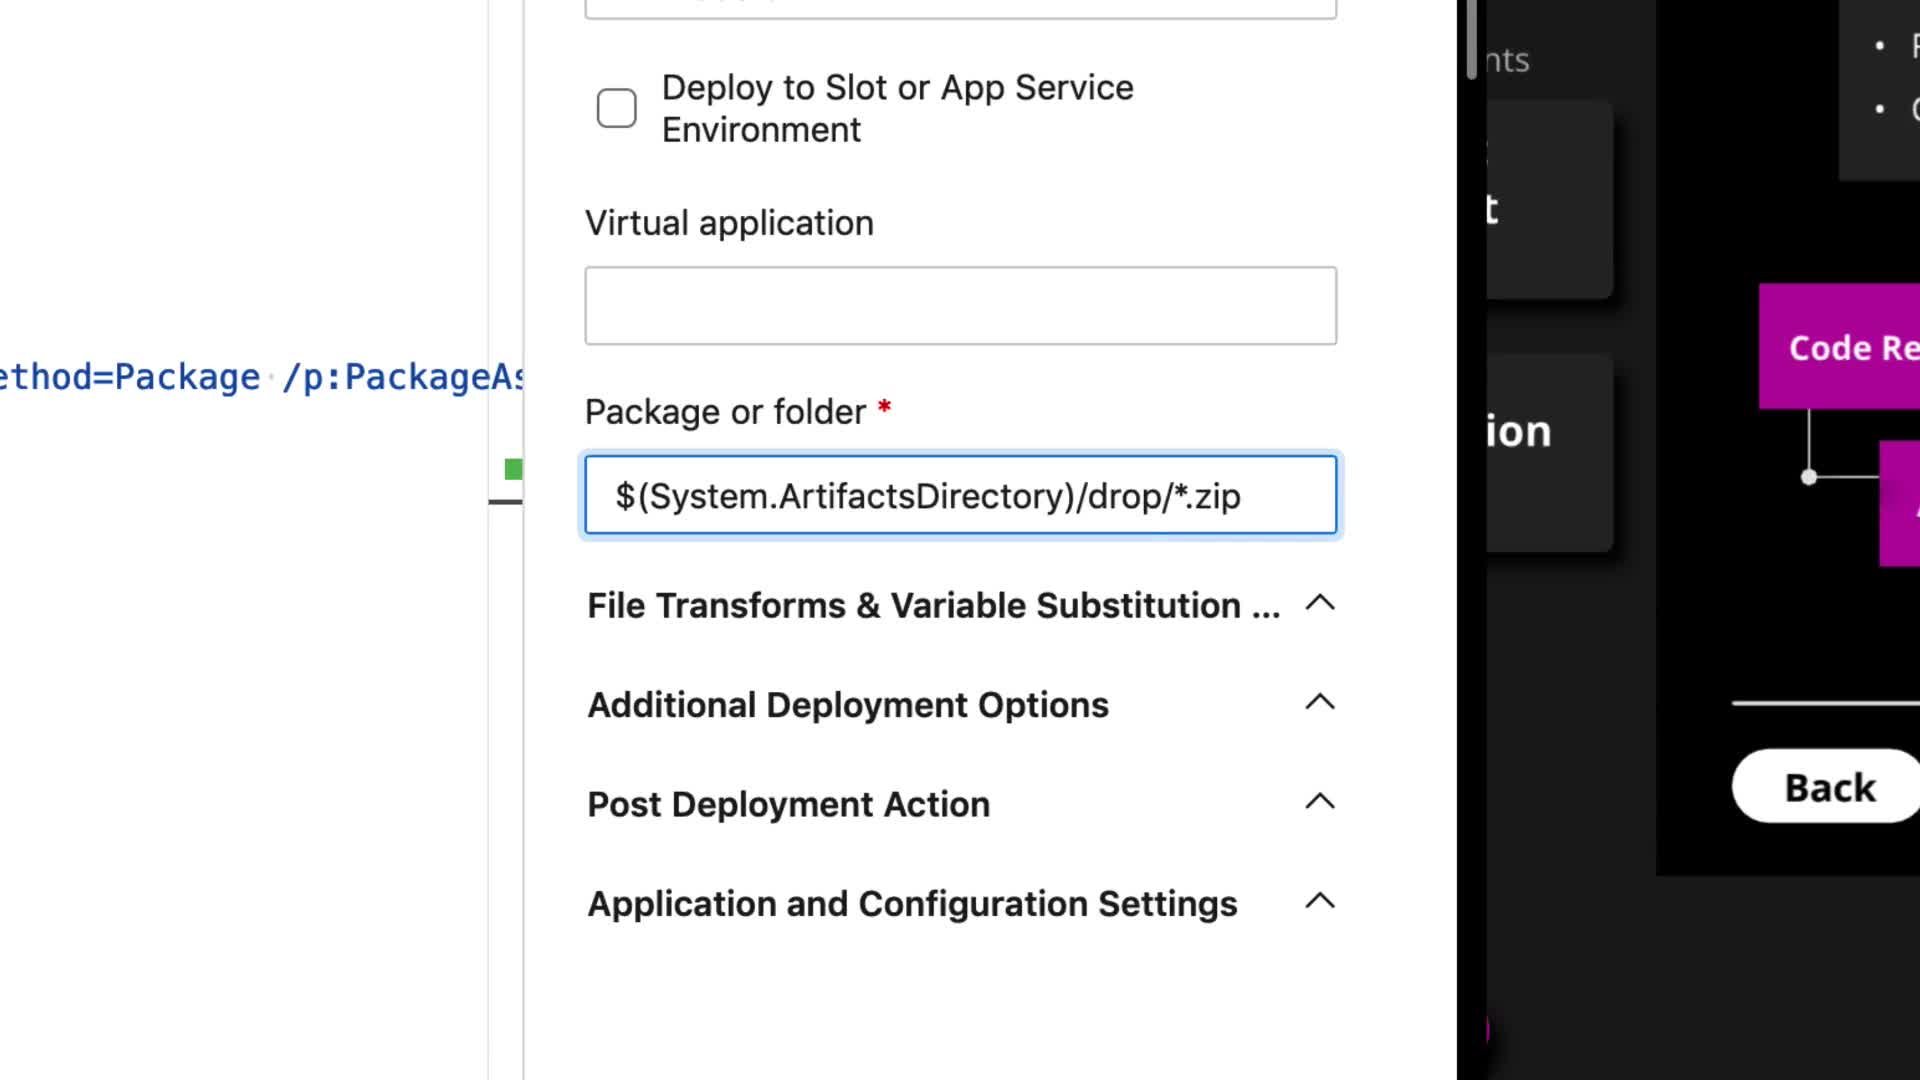 Deploy to Slot or App Service
Environment
Virtual application
ethod=Package /p:PackageAs
Package or folder *
$(System.ArtifactsDirectory)/drop/*.zip
File Transforms & Variable Substitution ...
Additional Deployment Options
Post Deployment Action
Application and Configuration Settings
nts
t
ion
Code Re
Back